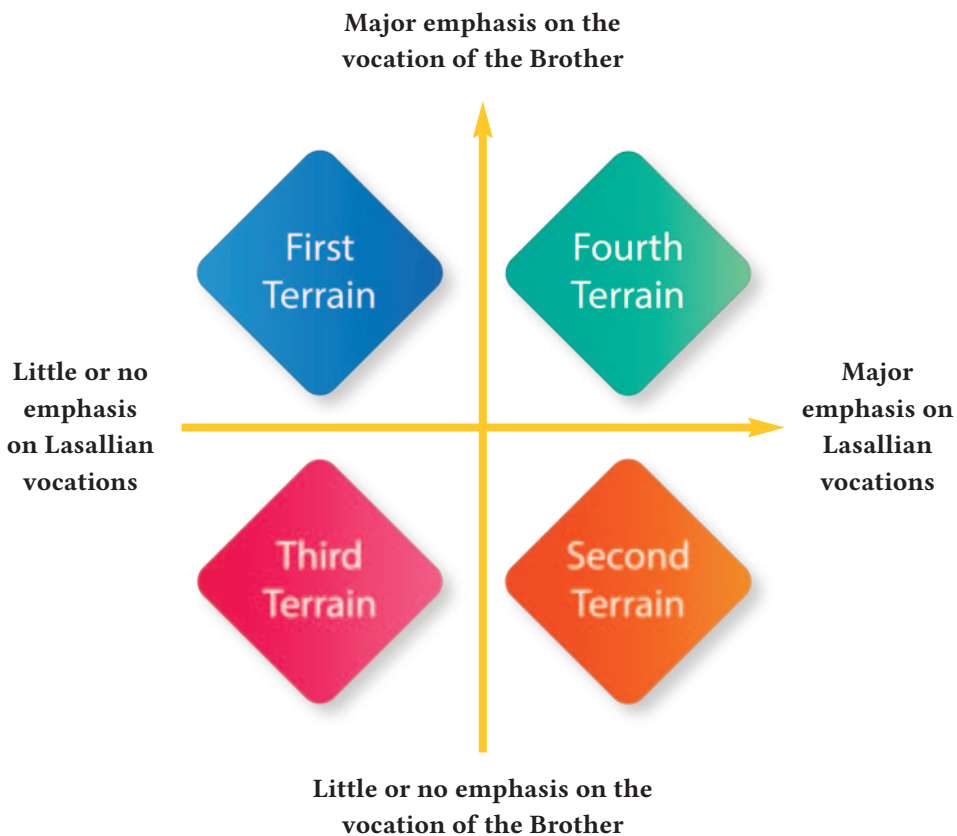 Major emphasis on the
vocation of the Brother
First
Terrain
Fourth
Terrain
Little or no
emphasis
on Lasallian
vocations
Major
emphasis on
Lasallian
vocations
Third
Terrain
Second
Terrain
Little or no emphasis on the
vocation of the Brother